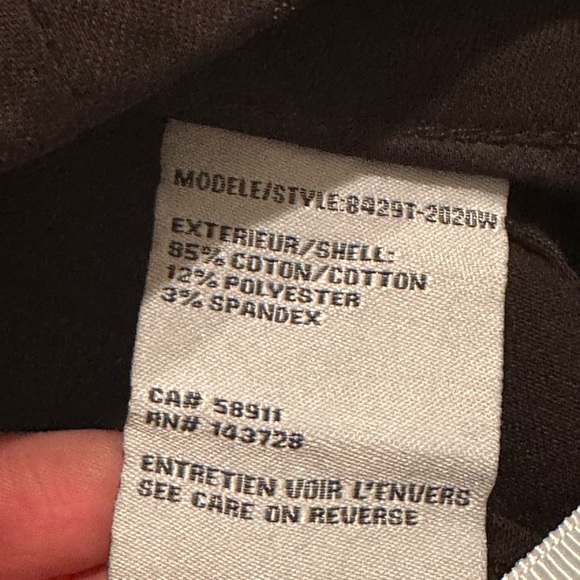 MODELE/STYLE:8429T-2020W
EXTERIEUR/SHELL:
85% COTON/COTTON
12% POLYESTER
3% SPANDEX
CA# 58911
RN# 143728
ENTRETIEN VOIR L'ENVERS
SEE CARE ON REVERSE